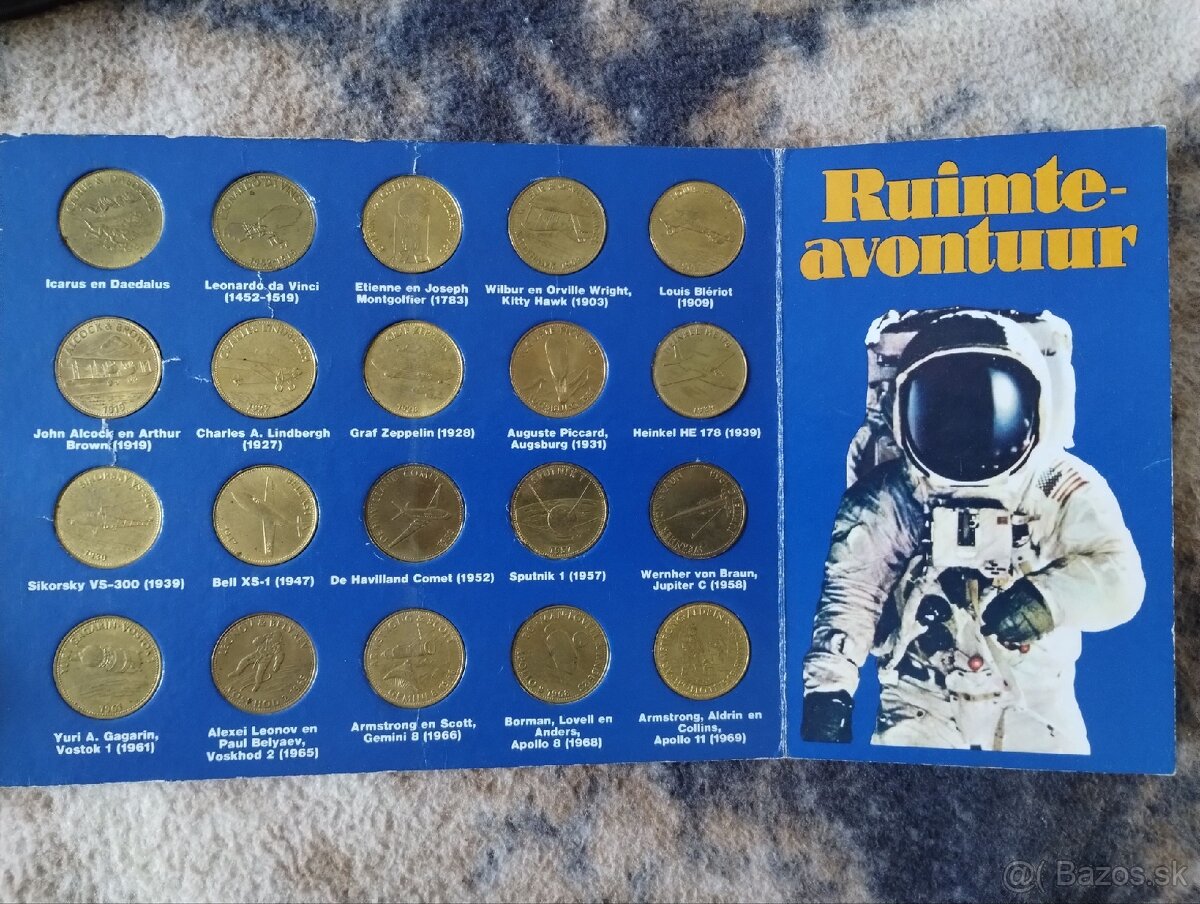 Ruimte-
avontuur
Icarus en Daedalus
Leonardo da Vinci
(1452-1519)
Etienne en Joseph
Montgolfier (1783)
Wilbur en Orville Wright,
Kitty Hawk (1903)
Louis Blériot
(1909)
John Alcock en Arthur
Brown (1919)
Charles A. Lindbergh
(1927)
Graf Zeppelin (1928)
Auguste Piccard,
Augsburg (1931)
Heinkel HE 178 (1939)
Sikorsky VS-300 (1939)
Bell XS-1 (1947)
De Havilland Comet (1952)
Sputnik 1 (1957)
Wernher von Braun,
Jupiter C (1958)
Yuri A. Gagarin,
Vostok 1 (1961)
Alexei Leonov en
Paul Belyaev,
Voskhod 2 (1965)
Armstrong en Scott,
Gemini 8 (1966)
Borman, Lovell en
Anders,
Apollo 8 (1968)
Armstrong, Aldrin en
Collins,
Apollo 11 (1969)
@( Bazos.sk